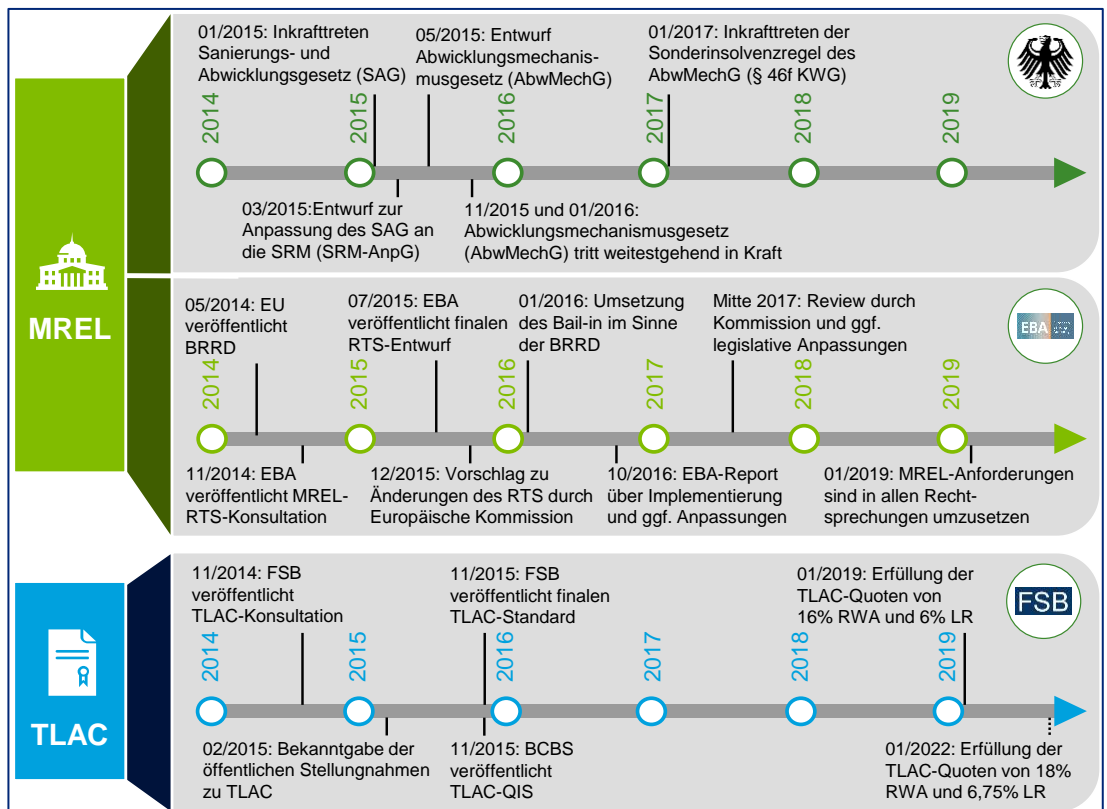 01/2015: Inkrafttreten
Sanierungs- und
Abwicklungsgesetz (SAG)
05/2015: Entwurf
Abwicklungsmechanis-
musgesetz (AbwMechG)
01/2017: Inkrafttreten der
Sonderinsolvenzregel des
AbwMechG (§ 46f KWG)
2014
2015
2016
2017
2018
2019
03/2015:Entwurf zur
Anpassung des SAG an
die SRM (SRM-AnpG)
11/2015 und 01/2016:
Abwicklungsmechanismusgesetz
(AbwMechG) tritt weitestgehend in Kraft
MREL
05/2014: EU
veröffentlicht
BRRD
07/2015: EBA
veröffentlicht finalen
RTS-Entwurf
01/2016: Umsetzung
des Bail-in im Sinne
der BRRD
Mitte 2017: Review durch
Kommission und ggf.
legislative Anpassungen
EBA
2014
2015
2016
2017
2018
2019
11/2014: EBA
veröffentlicht MREL-
RTS-Konsultation
12/2015: Vorschlag zu
Änderungen des RTS durch
Europäische Kommission
10/2016: EBA-Report
über Implementierung
und ggf. Anpassungen
01/2019: MREL-Anforderungen
sind in allen Recht-
sprechungen umzusetzen
TLAC
11/2014: FSB
veröffentlicht
TLAC-Konsultation
11/2015: FSB
veröffentlicht finalen
TLAC-Standard
01/2019: Erfüllung der
TLAC-Quoten von
16% RWA und 6% LR
FSB
2014
2015
2016
2017
2018
2019
02/2015: Bekanntgabe der
öffentlichen Stellungnahmen
zu TLAC
11/2015: BCBS
veröffentlicht
TLAC-QIS
01/2022: Erfüllung der
TLAC-Quoten von 18%
RWA und 6,75% LR